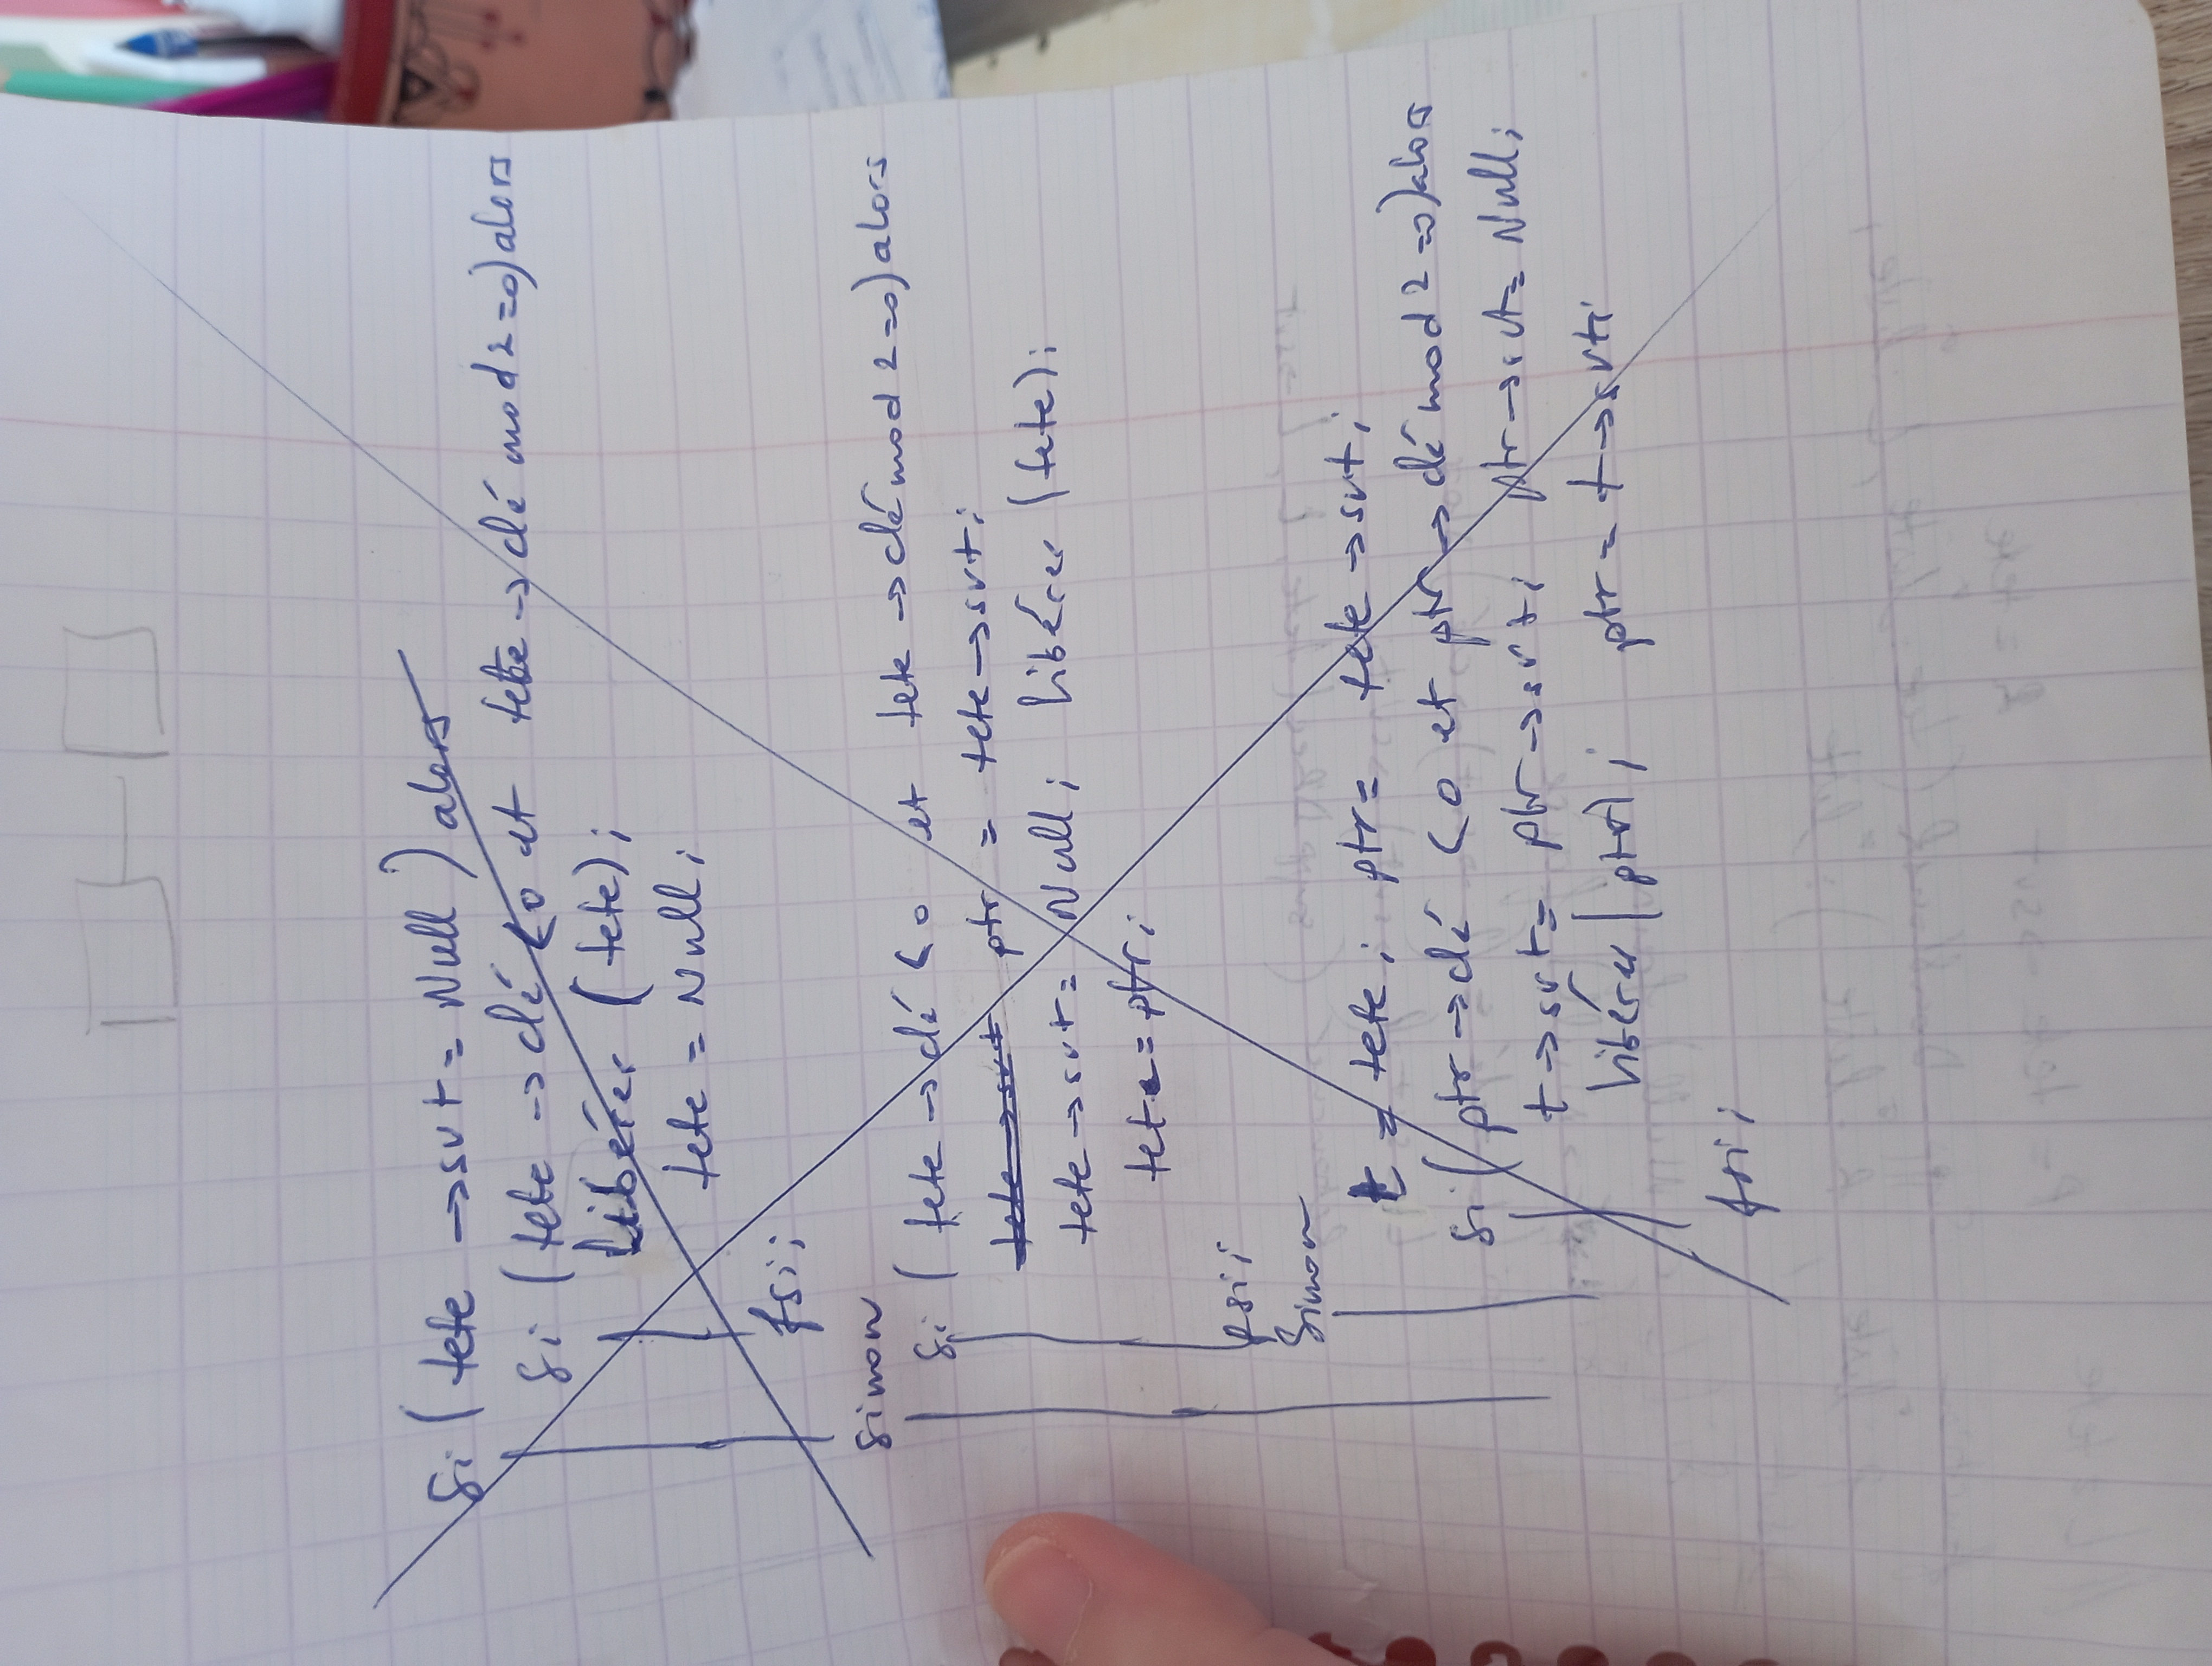 Si ( tete → svt = Null ) alors
Si ( tete → clé < 0 et tete → clé mod 2 = 0) alors
Libérer (tete);
tete = Null;
fsi;
sinon
Si ( tete → clé < 0 et tete → clé mod 2 = 0) alors
tete → svt ptr = tete → svt;
tete → svt = Null; libérer (tete);
tete = ptr;
fsi;
Sinon
t = tete; ptr = tete → svt;
si ( ptr → clé < 0 et ptr → clé mod 2 = 0) alors
t → svt = ptr → svt; ptr → svt = Null;
libérer (ptr); ptr = t → svt;
fsi;